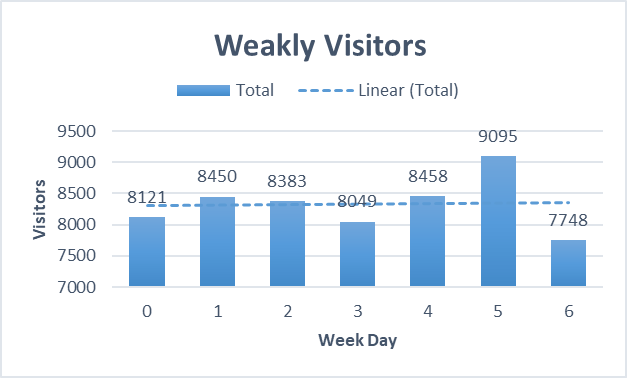 Weakly Visitors
Total Linear (Total)
Visitors
9500
9000
8500
8000
7500
7000
8121
8450
8383
8049
8458
9095
7748
0 1 2 3 4 5 6
Week Day